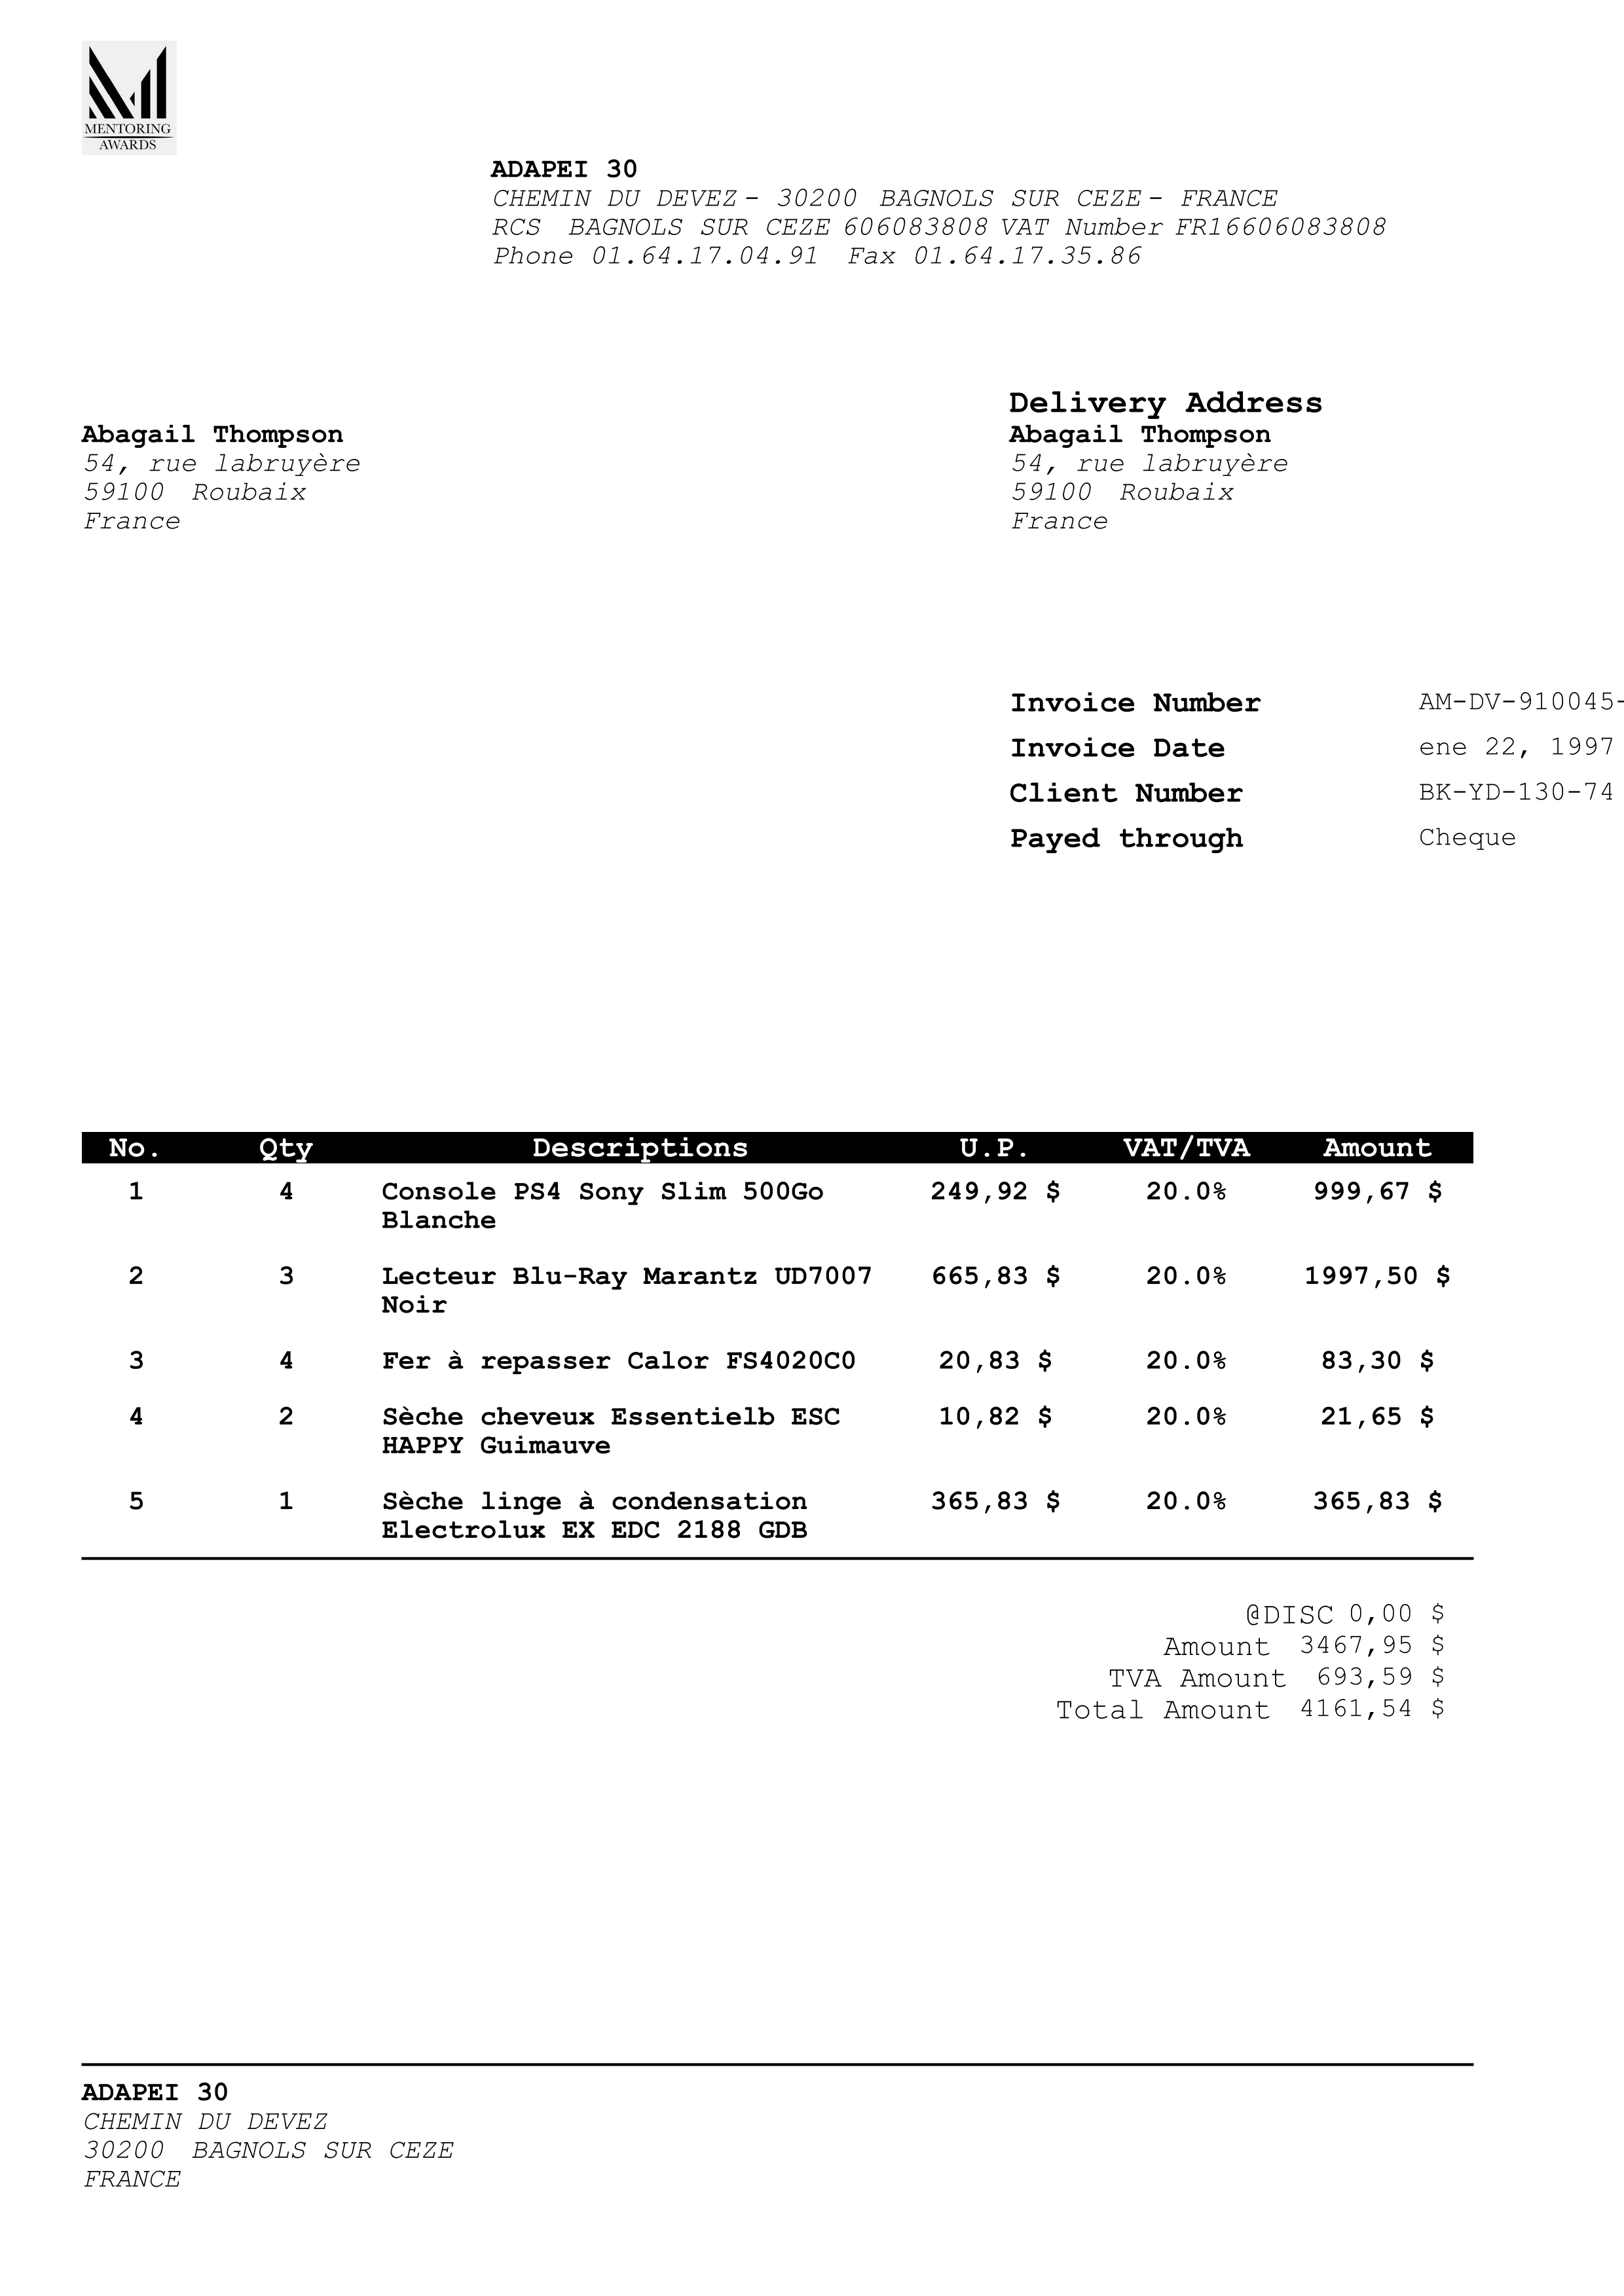 MENTORING
AWARDS
ADAPEI 30
CHEMIN DU DEVEZ - 30200 BAGNOLS SUR CEZE - FRANCE
RCS BAGNOLS SUR CEZE 606083808 VAT Number FR16606083808
Phone 01.64.17.04.91 Fax 01.64.17.35.86
Abagail Thompson
54, rue labruyère
59100 Roubaix
France
Delivery Address
Abagail Thompson
54, rue labruyère
59100 Roubaix
France
Invoice Number AM-DV-910045-
Invoice Date ene 22, 1997
Client Number BK-YD-130-74
Payed through Cheque
No. Qty Descriptions U.P. VAT/TVA Amount
1 4 Console PS4 Sony Slim 500Go 249,92 $ 20.0% 999,67 $
Blanche
2 3 Lecteur Blu-Ray Marantz UD7007 665,83 $ 20.0% 1997,50 $
Noir
3 4 Fer à repasser Calor FS4020C0 20,83 $ 20.0% 83,30 $
4 2 Sèche cheveux Essentielb ESC 10,82 $ 20.0% 21,65 $
HAPPY Guimauve
5 1 Sèche linge à condensation 365,83 $ 20.0% 365,83 $
Electrolux EX EDC 2188 GDB
@DISC 0,00 $
Amount 3467,95 $
TVA Amount 693,59 $
Total Amount 4161,54 $
ADAPEI 30
CHEMIN DU DEVEZ
30200 BAGNOLS SUR CEZE
FRANCE